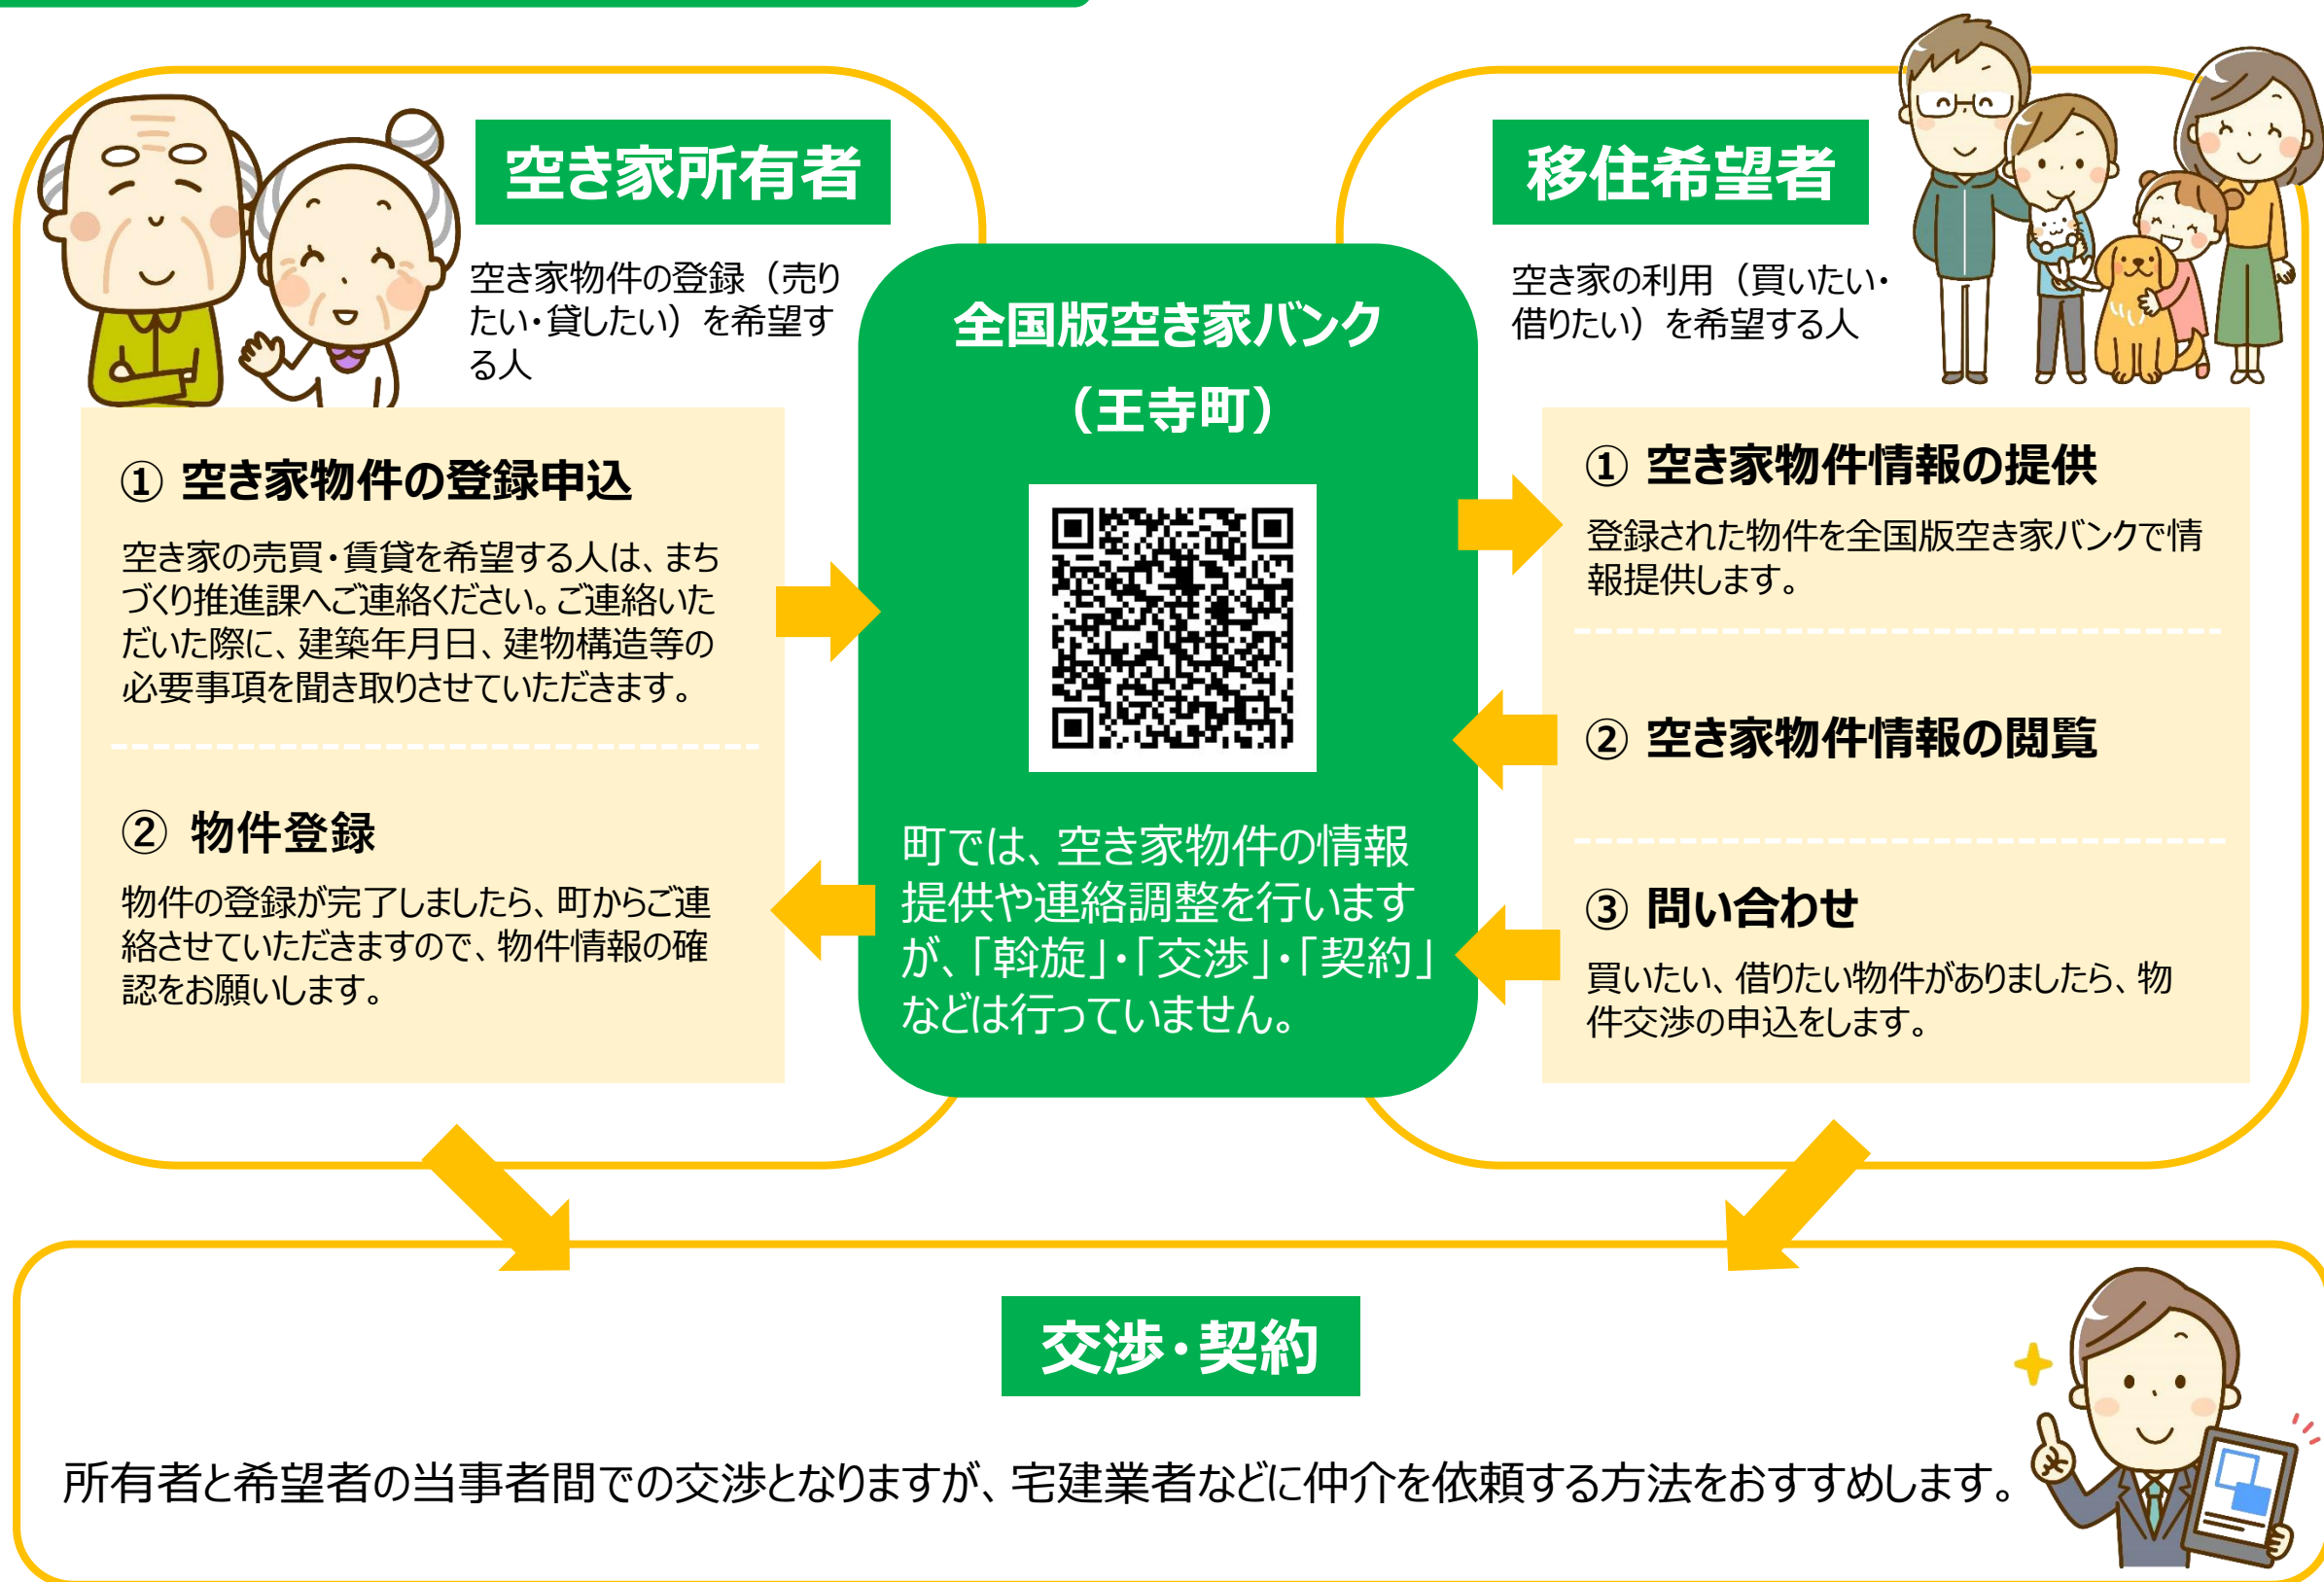 空き家所有者
空き家物件の登録（売り
たい・貸したい）を希望す
る人
① 空き家物件の登録申込
空き家の売買・賃貸を希望する人は、まち
づくり推進課へご連絡ください。ご連絡いた
だいた際に、建築年月日、建物構造等の
必要事項を聞き取りさせていただきます。
② 物件登録
物件の登録が完了しましたら、町からご連
絡させていただきますので、物件情報の確
認をお願いします。
全国版空き家バンク
（王寺町）
町では、空き家物件の情報
提供や連絡調整を行います
が、「斡旋」・「交渉」・「契約」
などは行っていません。
移住希望者
空き家の利用（買いたい・
借りたい）を希望する人
① 空き家物件情報の提供
登録された物件を全国版空き家バンクで情
報提供します。
② 空き家物件情報の閲覧
③ 問い合わせ
買いたい、借りたい物件がありましたら、物
件交渉の申込をします。
交渉・契約
所有者と希望者の当事者間での交渉となりますが、宅建業者などに仲介を依頼する方法をおすすめします。